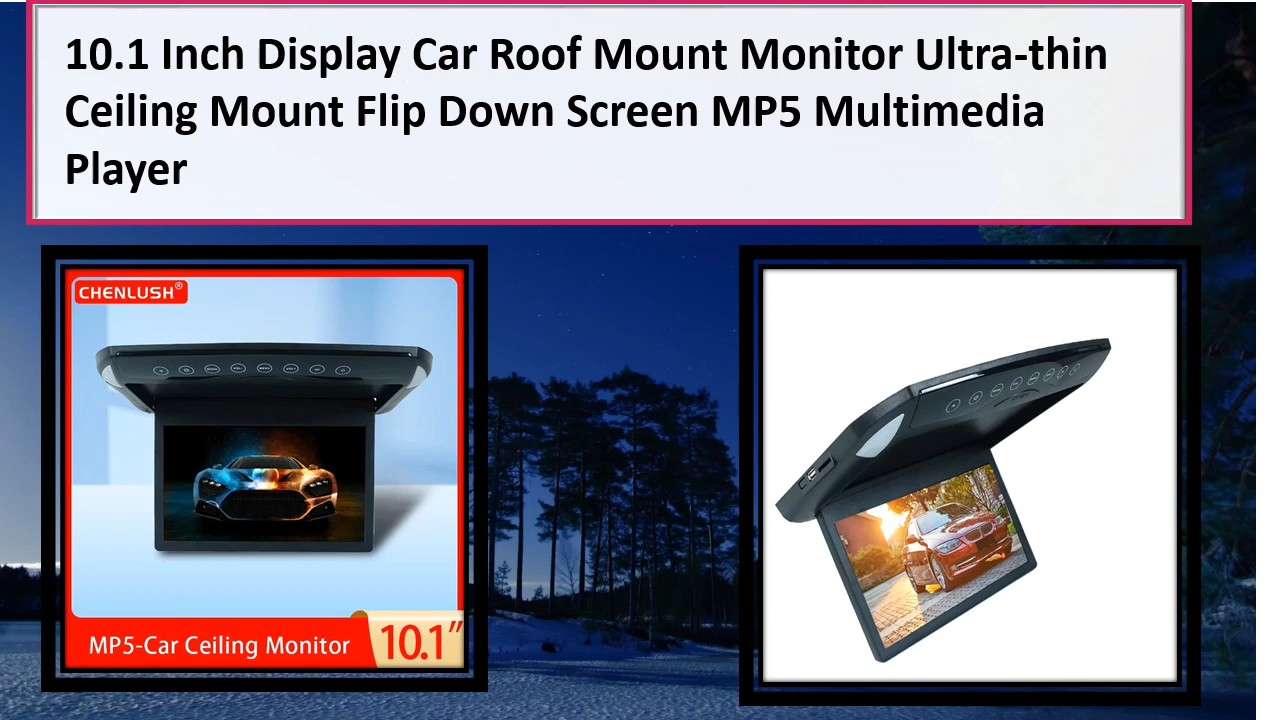 10.1 Inch Display Car Roof Mount Monitor Ultra-thin
Ceiling Mount Flip Down Screen MP5 Multimedia
Player
CHENLUSH®
MP5-Car Ceiling Monitor
10.1”